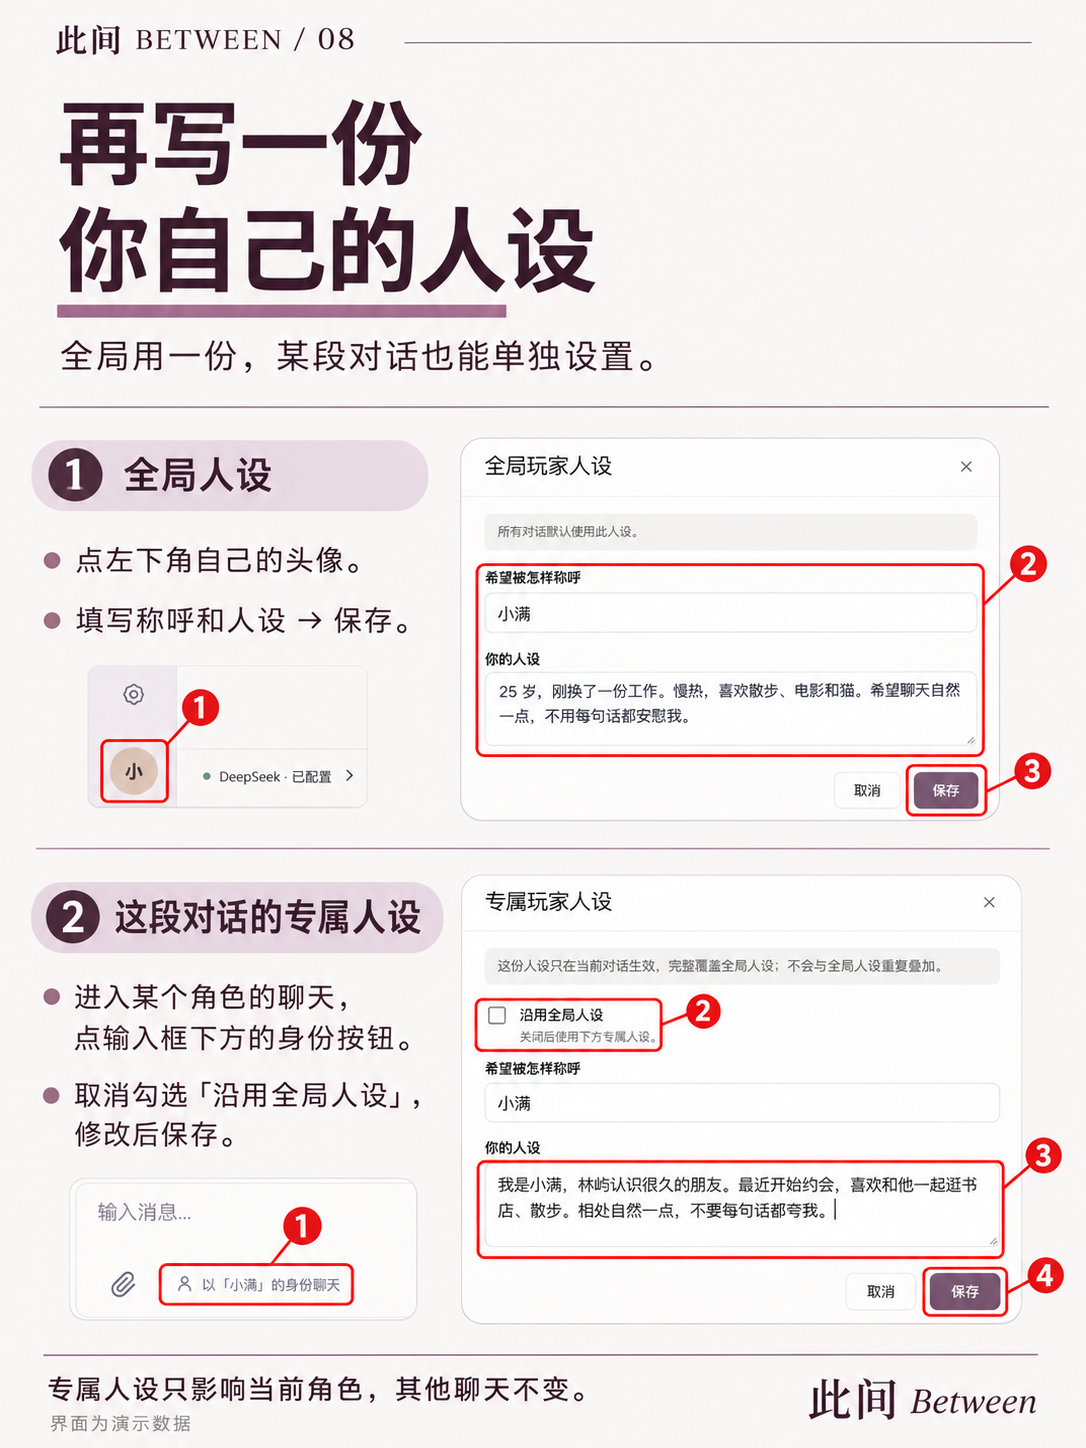 此间 BETWEEN / 08
再写一份
你自己的人设
全局用一份，某段对话也能单独设置。
1 全局人设
点左下角自己的头像。
填写称呼和人设 → 保存。
1
小
DeepSeek · 已配置
全局玩家人设
所有对话默认使用此人设。
希望被怎样称呼
小满
2
你的人设
25 岁，刚换了一份工作。慢热，喜欢散步、电影和猫。希望聊天自然
一点，不用每句话都安慰我。
取消
保存
3
2 这段对话的专属人设
进入某个角色的聊天，
点输入框下方的身份按钮。
取消勾选「沿用全局人设」，
修改后保存。
输入消息...
1
以「小满」的身份聊天
专属玩家人设
这份人设只在当前对话生效，完整覆盖全局人设；不会与全局人设重复叠加。
沿用全局人设
关闭后使用下方专属人设。
2
希望被怎样称呼
小满
你的人设
我是小满，林屿认识很久的朋友。最近开始约会，喜欢和他一起逛书
店、散步。相处自然一点，不要每句话都夸我。
3
取消
保存
4
专属人设只影响当前角色，其他聊天不变。
界面为演示数据
此间 Between